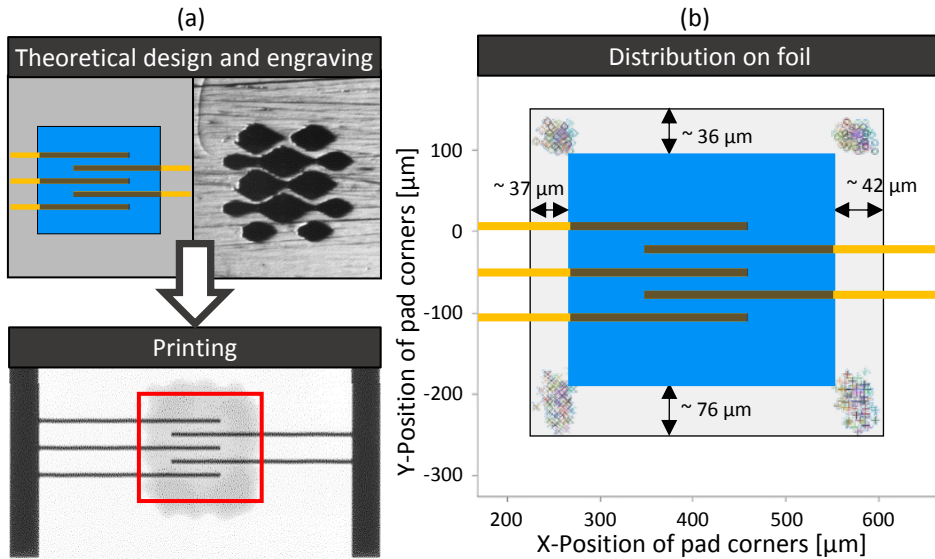 (a)
Theoretical design and engraving
Printing
(b)
Distribution on foil
~ 36 µm
~ 37 µm
~ 42 µm
~ 76 µm
Y-Position of pad corners [µm]
100
0
-100
-200
-300
200
300
400
500
600
X-Position of pad corners [µm]